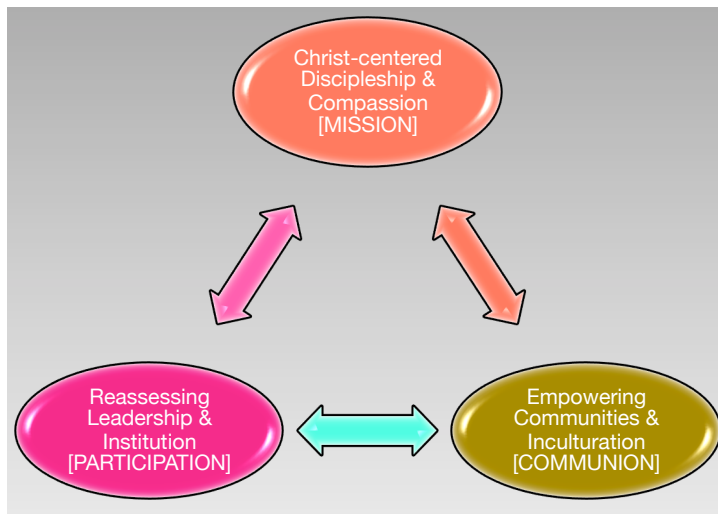 Christ-centered
Discipleship &
Compassion
[MISSION]
Reassessing
Leadership &
Institution
[PARTICIPATION]
Empowering
Communities &
Inculturation
[COMMUNION]